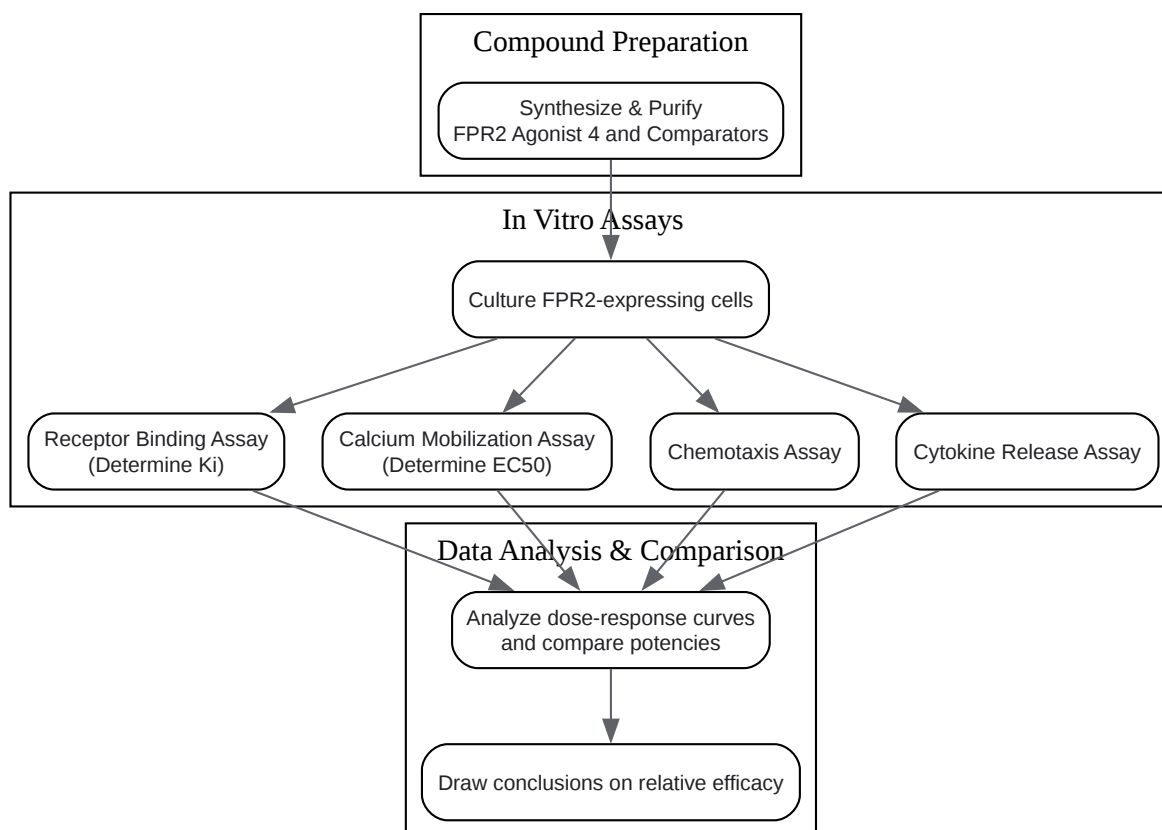 Compound Preparation
Synthesize & Purify
FPR2 Agonist 4 and Comparators
In Vitro Assays
Culture FPR2-expressing cells
Receptor Binding Assay
(Determine Ki)
Calcium Mobilization Assay
(Determine EC50)
Chemotaxis Assay
Cytokine Release Assay
Data Analysis & Comparison
Analyze dose-response curves
and compare potencies
Draw conclusions on relative efficacy